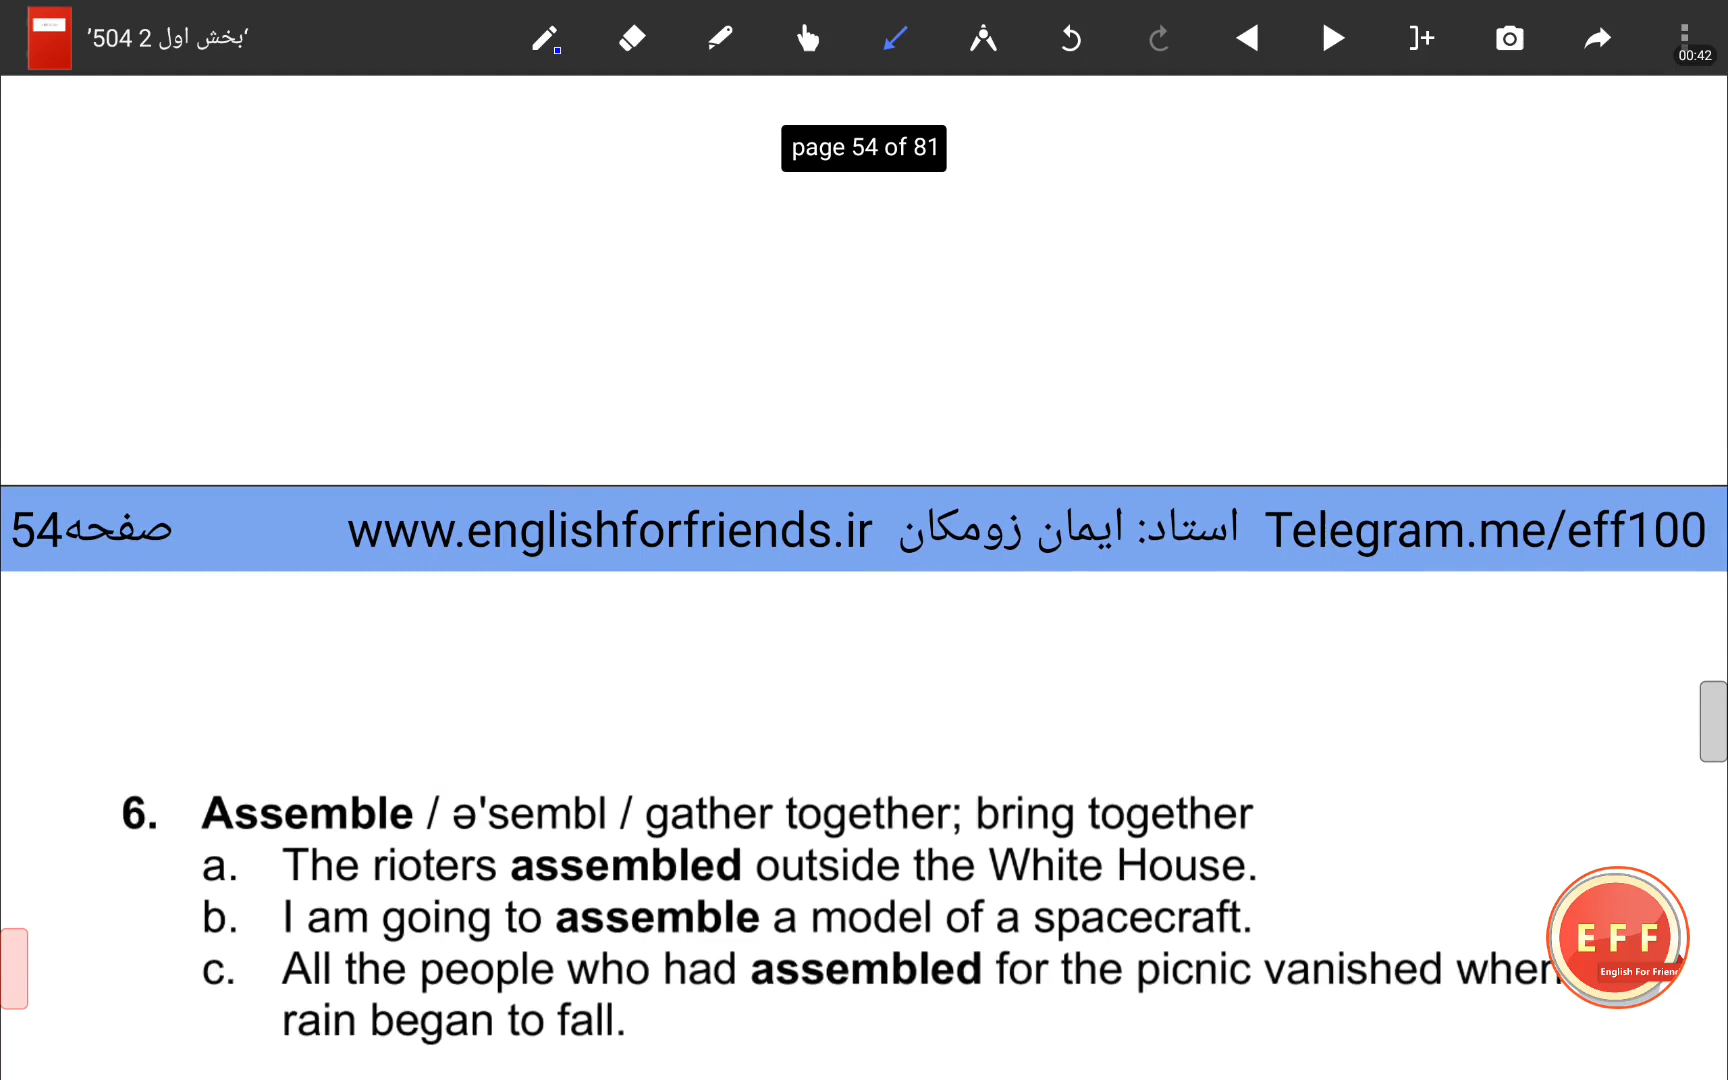 ‘بخش اول 2 504’
00:42
page 54 of 81
صفحه54 www.englishforfriends.ir استاد: ایمان زومکان Telegram.me/eff100
6. Assemble / ə'sembl / gather together; bring together
a. The rioters assembled outside the White House.
b. I am going to assemble a model of a spacecraft.
c. All the people who had assembled for the picnic vanished when
rain began to fall.
EFF
English For Friend